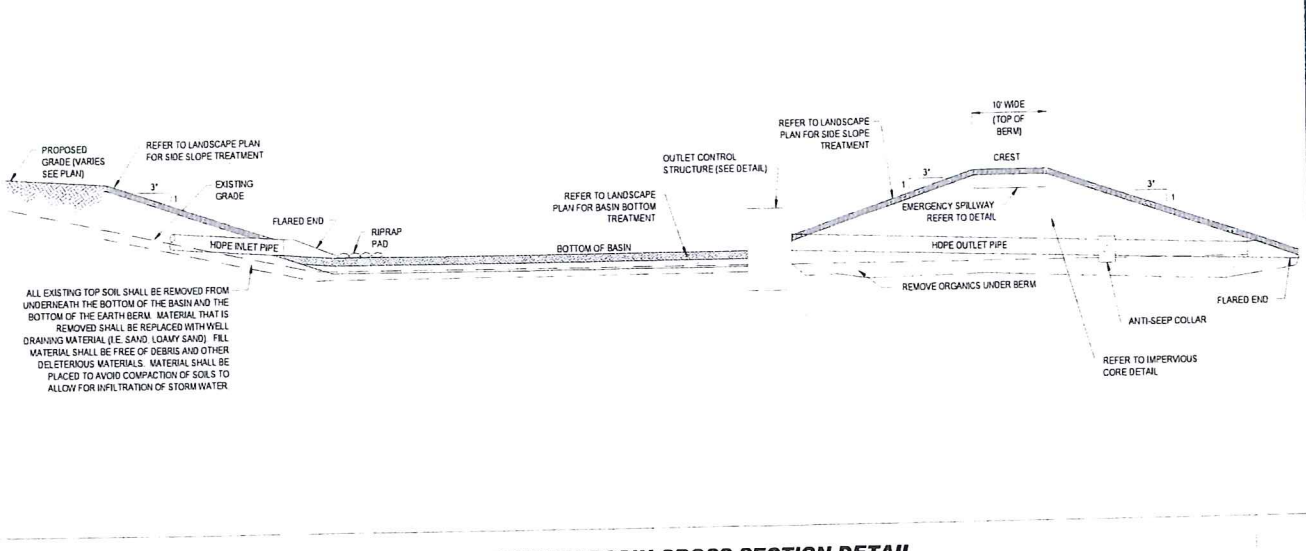 PROPOSED
GRADE (VARIES
SEE PLAN)
REFER TO LANDSCAPE PLAN
FOR SIDE SLOPE TREATMENT
3'
1
EXISTING
GRADE
FLARED END
HDPE INLET PIPE
RIPRAP
PAD
ALL EXISTING TOP SOIL SHALL BE REMOVED FROM
UNDERNEATH THE BOTTOM OF THE BASIN AND THE
BOTTOM OF THE EARTH BERM. MATERIAL THAT IS
REMOVED SHALL BE REPLACED WITH WELL
DRAINING MATERIAL (I.E. SAND, LOAMY SAND). FILL
MATERIAL SHALL BE FREE OF DEBRIS AND OTHER
DELETERIOUS MATERIALS. MATERIAL SHALL BE
PLACED TO AVOID COMPACTION OF SOILS TO
ALLOW FOR INFILTRATION OF STORM WATER
REFER TO LANDSCAPE
PLAN FOR BASIN BOTTOM
TREATMENT
BOTTOM OF BASIN
OUTLET CONTROL
STRUCTURE (SEE DETAIL)
REFER TO LANDSCAPE
PLAN FOR SIDE SLOPE
TREATMENT
10' WIDE
(TOP OF
BERM)
CREST
1
3'
3'
1
EMERGENCY SPILLWAY
REFER TO DETAIL
HDPE OUTLET PIPE
REMOVE ORGANICS UNDER BERM
FLARED END
ANTI-SEEP COLLAR
REFER TO IMPERVIOUS
CORE DETAIL
CROSS SECTION DETAIL